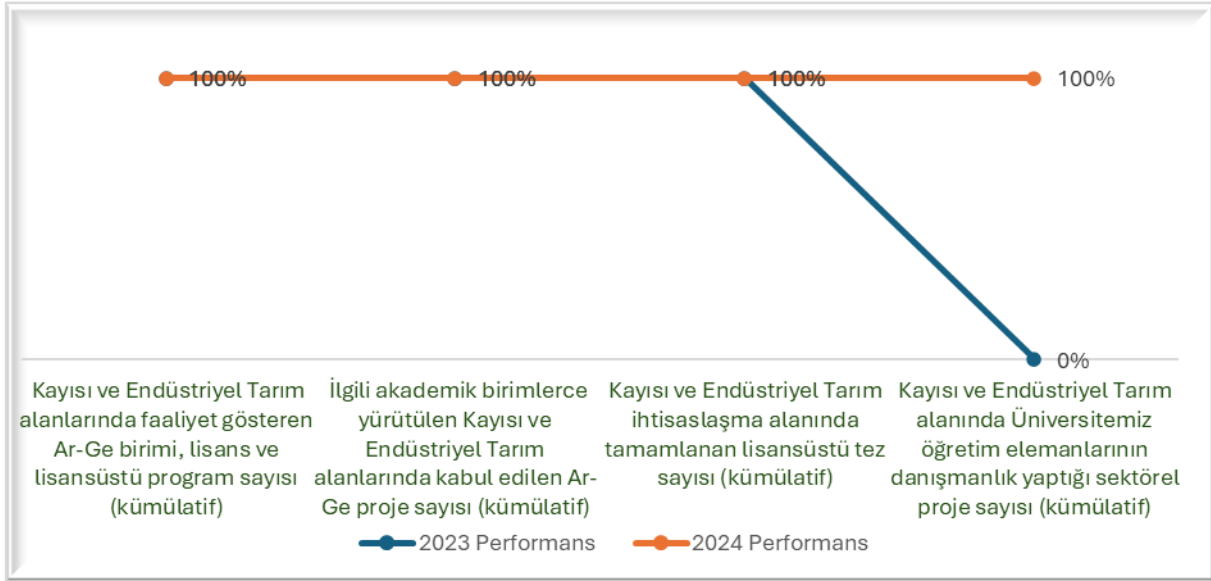 100%
100%
100%
100%
0%
Kayısı ve Endüstriyel Tarım
alanlarında faaliyet gösteren
Ar-Ge birimi, lisans ve
lisansüstü program sayısı
(kümülatif)
İlgili akademik birimlerce
yürütülen Kayısı ve
Endüstriyel Tarım
alanlarında kabul edilen Ar-
Ge proje sayısı (kümülatif)
Kayısı ve Endüstriyel Tarım
ihtisaslaşma alanında
tamamlanan lisansüstü tez
sayısı (kümülatif)
Kayısı ve Endüstriyel Tarım
alanında Üniversitemiz
öğretim elemanlarının
danışmanlık yaptığı sektörel
proje sayısı (kümülatif)
2023 Performans
2024 Performans